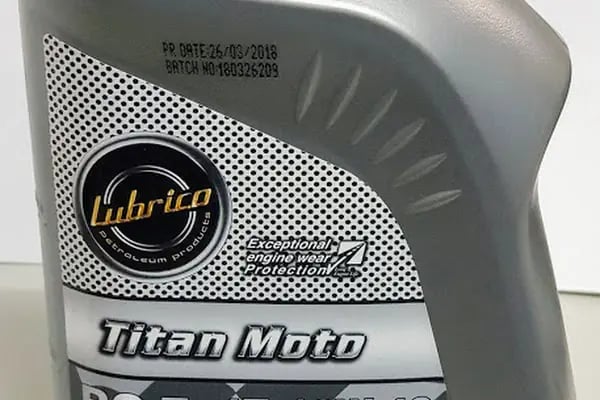 PR DATE:26/03/2018
BATCH NO:180326209
Lubrico
Petroleum products
Exceptional
engine wear
Protection
Titan Moto